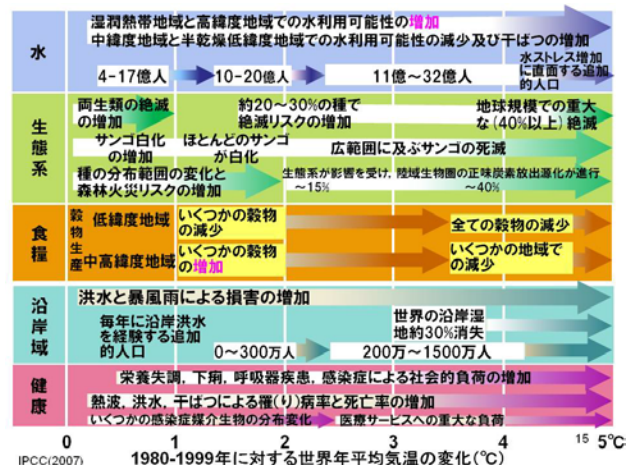 水
湿潤熱帯地域と高緯度地域での水利用可能性の増加
中緯度地域と半乾燥低緯度地域での水利用可能性の減少及び干ばつの増加
4-17億人
10-20億人
11億～32億人
水ストレス増加
に直面する追加
的人口
生態系
両生類の絶滅
の増加
約20～30%の種で
絶滅リスクの増加
地球規模での重大
な(40%以上)絶滅
サンゴ白化
の増加
ほとんどのサンゴ
が白化
広範囲に及ぶサンゴの死滅
種の分布範囲の変化と
森林火災リスクの増加
生態系が影響を受け，陸域生物圏の正味炭素放出源化が進行
～15%
～40%
食糧
穀物生産
低緯度地域
いくつかの穀物
の減少
全ての穀物の減少
中高緯度地域
いくつかの穀物
の増加
いくつかの地域で
の減少
沿岸域
洪水と暴風雨による損害の増加
毎年に沿岸洪水
を経験する追加
的人口
世界の沿岸湿
地約30%消失
0～300万人
200万～1500万人
健康
栄養失調，下痢，呼吸器疾患，感染症による社会的負荷の増加
熱波，洪水，干ばつによる罹(り)病率と死亡率の増加
いくつかの感染症媒介生物の分布変化
医療サービスへの重大な負荷
0 1 2 3 4 15 5℃
IPCC(2007)
1980-1999年に対する世界年平均気温の変化(℃)